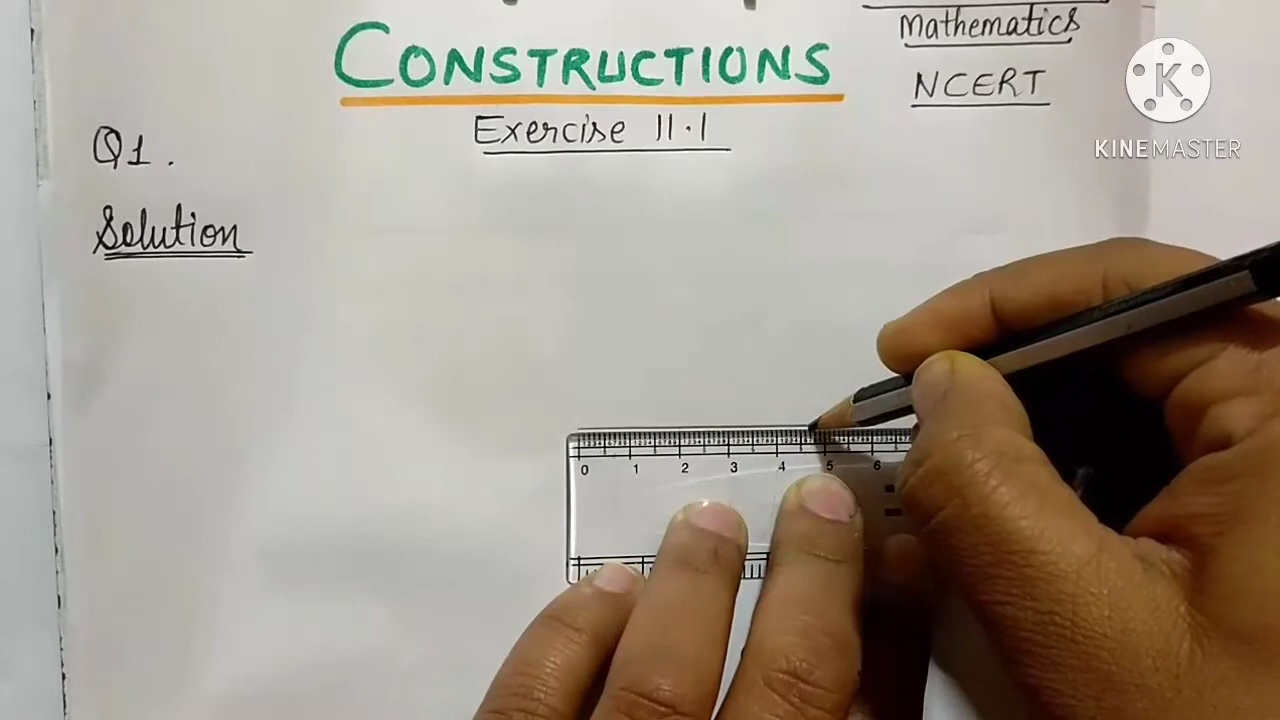 Mathematics
CONSTRUCTIONS
NCERT
Exercise 11.1
Q1.
Solution
K
KINEMASTER
0 1 2 3 4 5 6